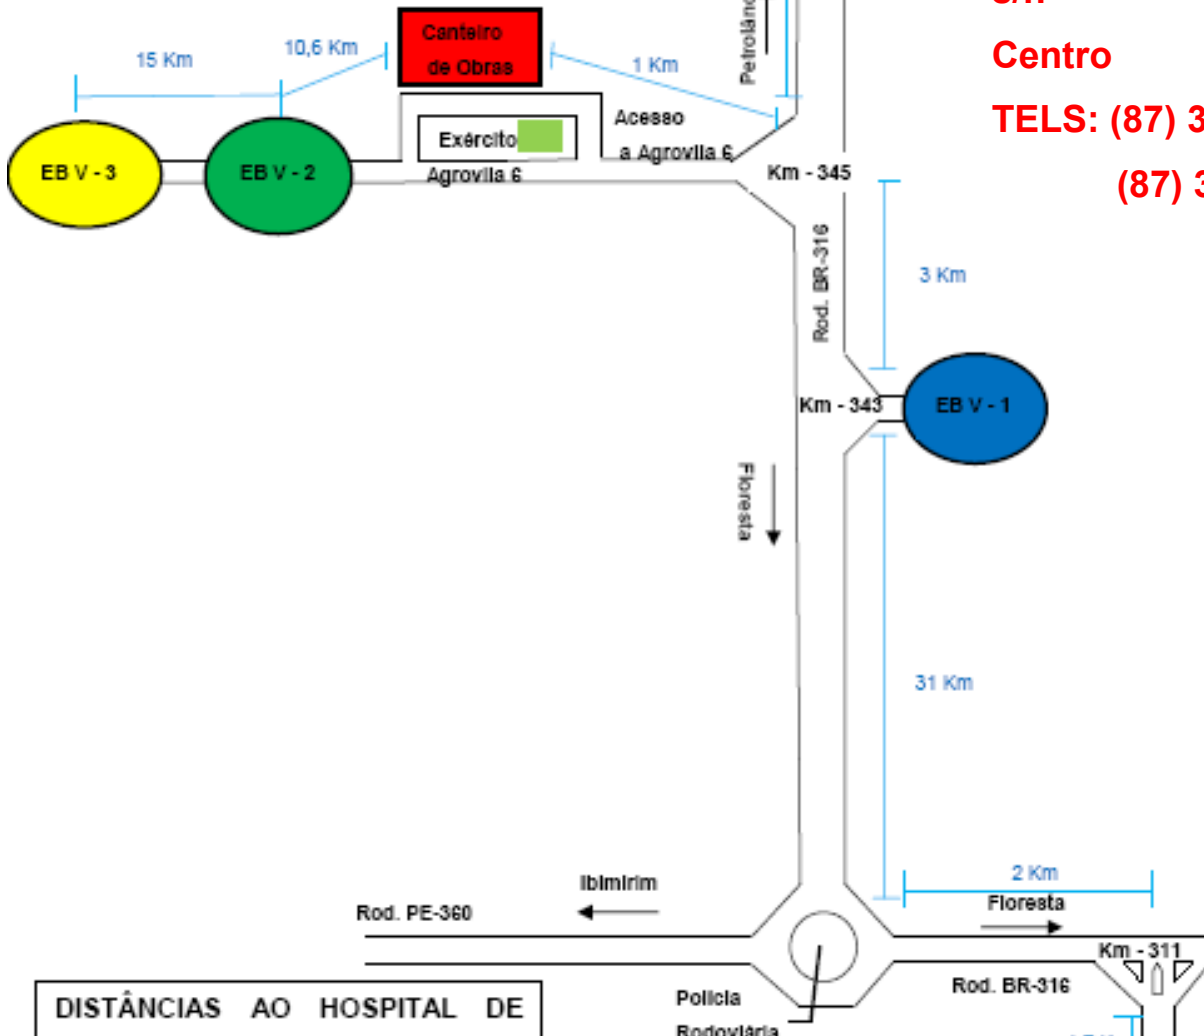 Canteiro
de Obras
15 Km
10,6 Km
1 Km
Centro
TELS: (87) 3
(87) 3
Acesso
a Agrovila 6
Exército
Agrovila 6
EB V - 3
EB V - 2
Km - 345
Rod. BR-316
3 Km
Km - 343
EB V - 1
Floresta
31 Km
2 Km
Ibimirim
Floresta
Rod. PE-360
Km - 311
Rod. BR-316
DISTÂNCIAS AO HOSPITAL DE
Polícia
Rodoviária